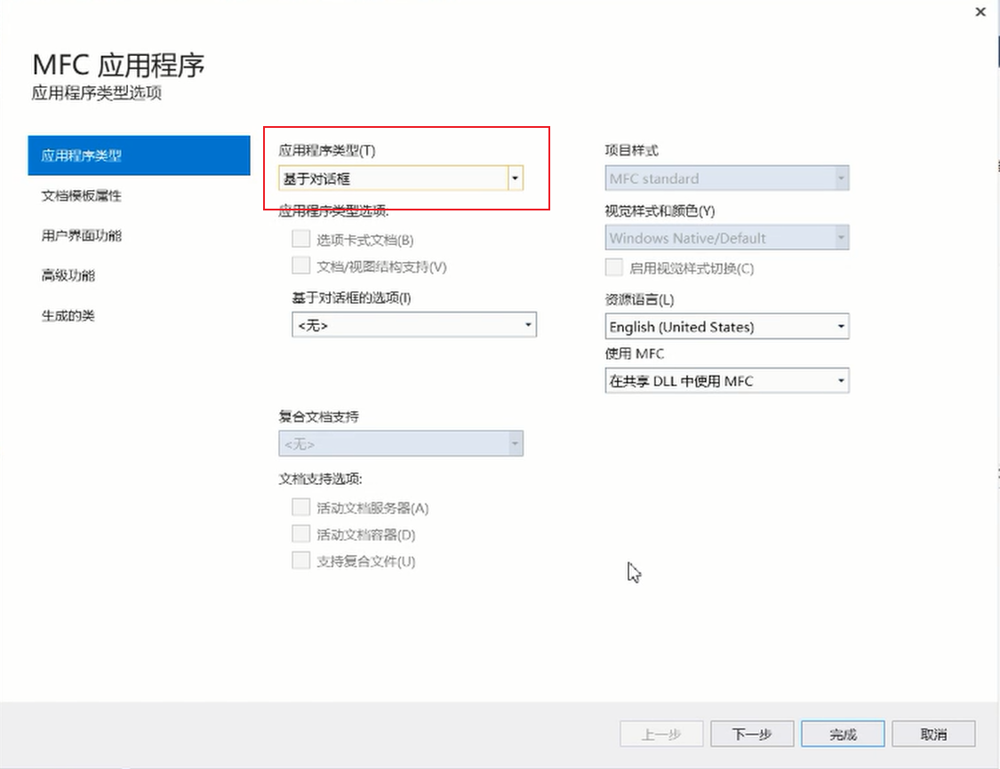 MFC 应用程序
应用程序类型选项
应用程序类型
文档模板属性
用户界面功能
高级功能
生成的类
应用程序类型(T)
基于对话框
应用程序类型选项:
选项卡式文档(B)
文档/视图结构支持(V)
基于对话框的选项(I)
<无>
复合文档支持
<无>
文档支持选项:
活动文档服务器(A)
活动文档容器(D)
支持复合文件(U)
项目样式
MFC standard
视觉样式和颜色(Y)
Windows Native/Default
启用视觉样式切换(C)
资源语言(L)
English (United States)
使用 MFC
在共享 DLL 中使用 MFC
上一步
下一步
完成
取消